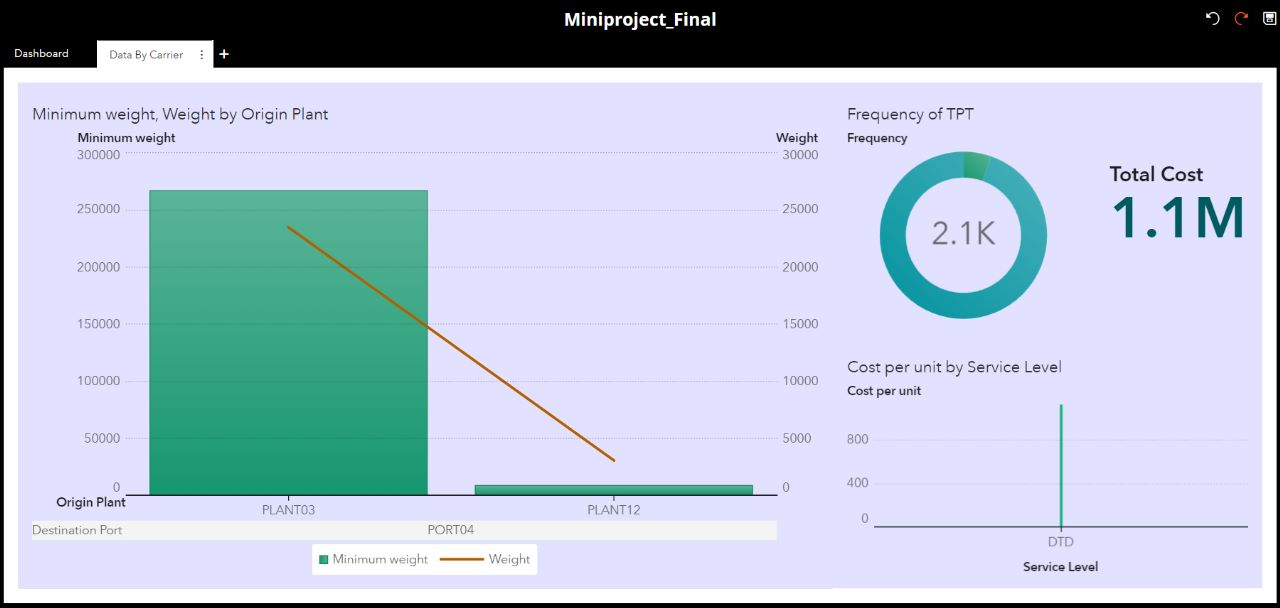 Miniproject_Final
Dashboard
Data By Carrier
Minimum weight, Weight by Origin Plant
Minimum weight
Weight
300000
250000
200000
150000
100000
50000
0
30000
25000
20000
15000
10000
5000
0
Origin Plant
PLANT03
PLANT12
Destination Port
PORT04
Minimum weight
Weight
Frequency of TPT
Frequency
2.1K
Total Cost
1.1M
Cost per unit by Service Level
Cost per unit
800
400
0
DTD
Service Level